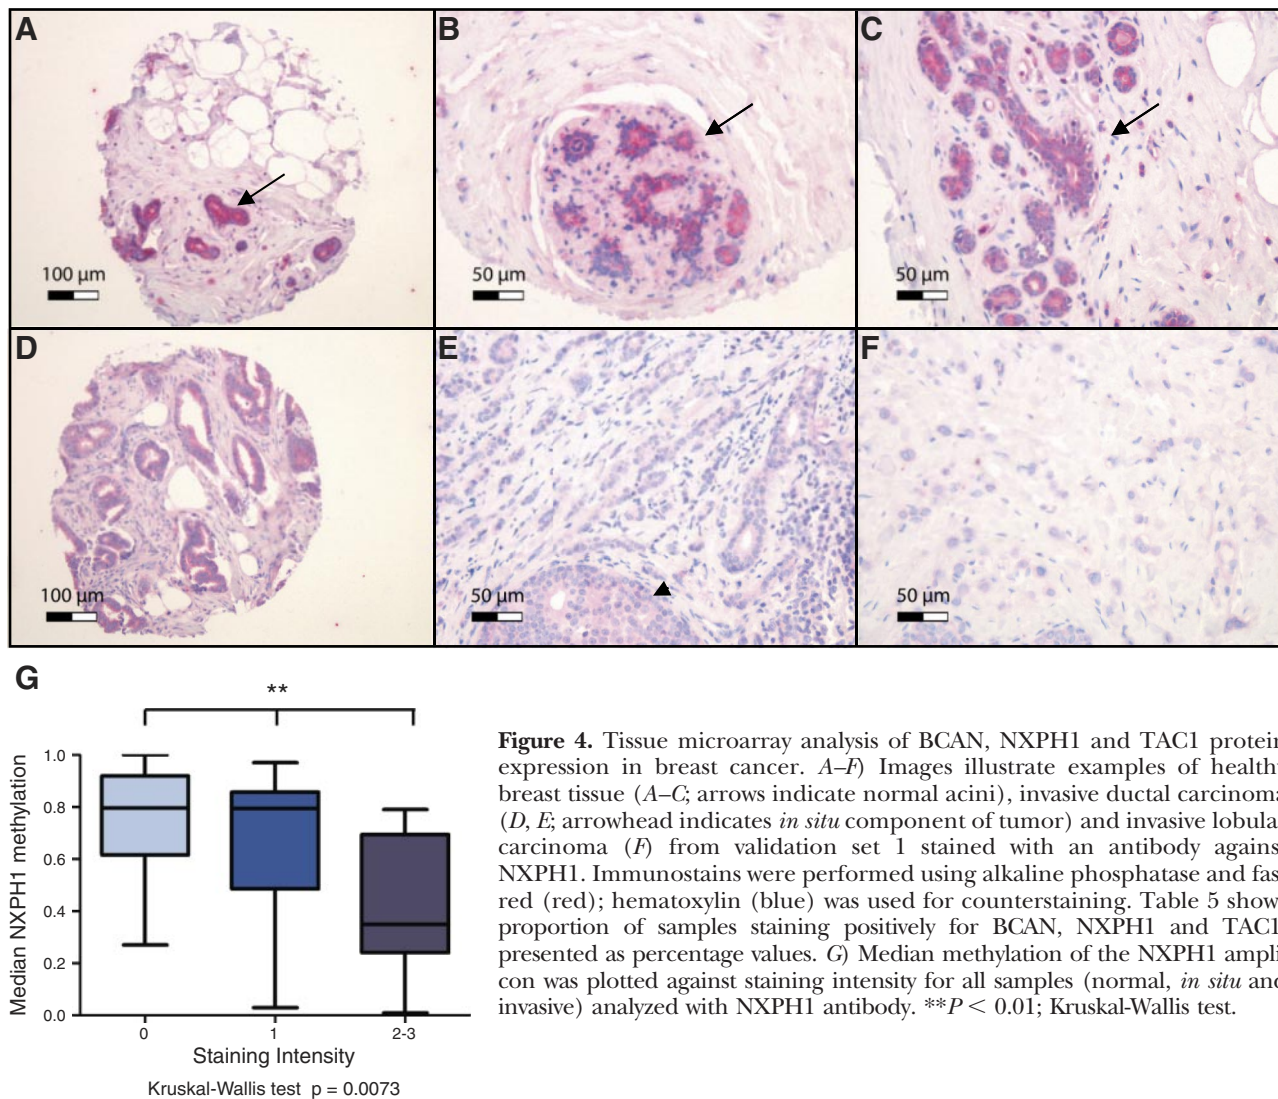 A
B
C
100 µm
50 µm
50 µm
D
E
F
100 µm
50 µm
50 µm
G
**
Median NXPH1 methylation
1.0
0.8
0.6
0.4
0.2
0.0
0
1
2-3
Staining Intensity
Kruskal-Wallis test p = 0.0073
Figure 4. Tissue microarray analysis of BCAN, NXPH1 and TAC1 protein
expression in breast cancer. A–F) Images illustrate examples of health
breast tissue (A–C; arrows indicate normal acini), invasive ductal carcinoma
(D, E; arrowhead indicates in situ component of tumor) and invasive lobula
carcinoma (F) from validation set 1 stained with an antibody agains
NXPH1. Immunostains were performed using alkaline phosphatase and fas
red (red); hematoxylin (blue) was used for counterstaining. Table 5 show
proportion of samples staining positively for BCAN, NXPH1 and TAC1
presented as percentage values. G) Median methylation of the NXPH1 ampli
con was plotted against staining intensity for all samples (normal, in situ and
invasive) analyzed with NXPH1 antibody. **P < 0.01; Kruskal-Wallis test.